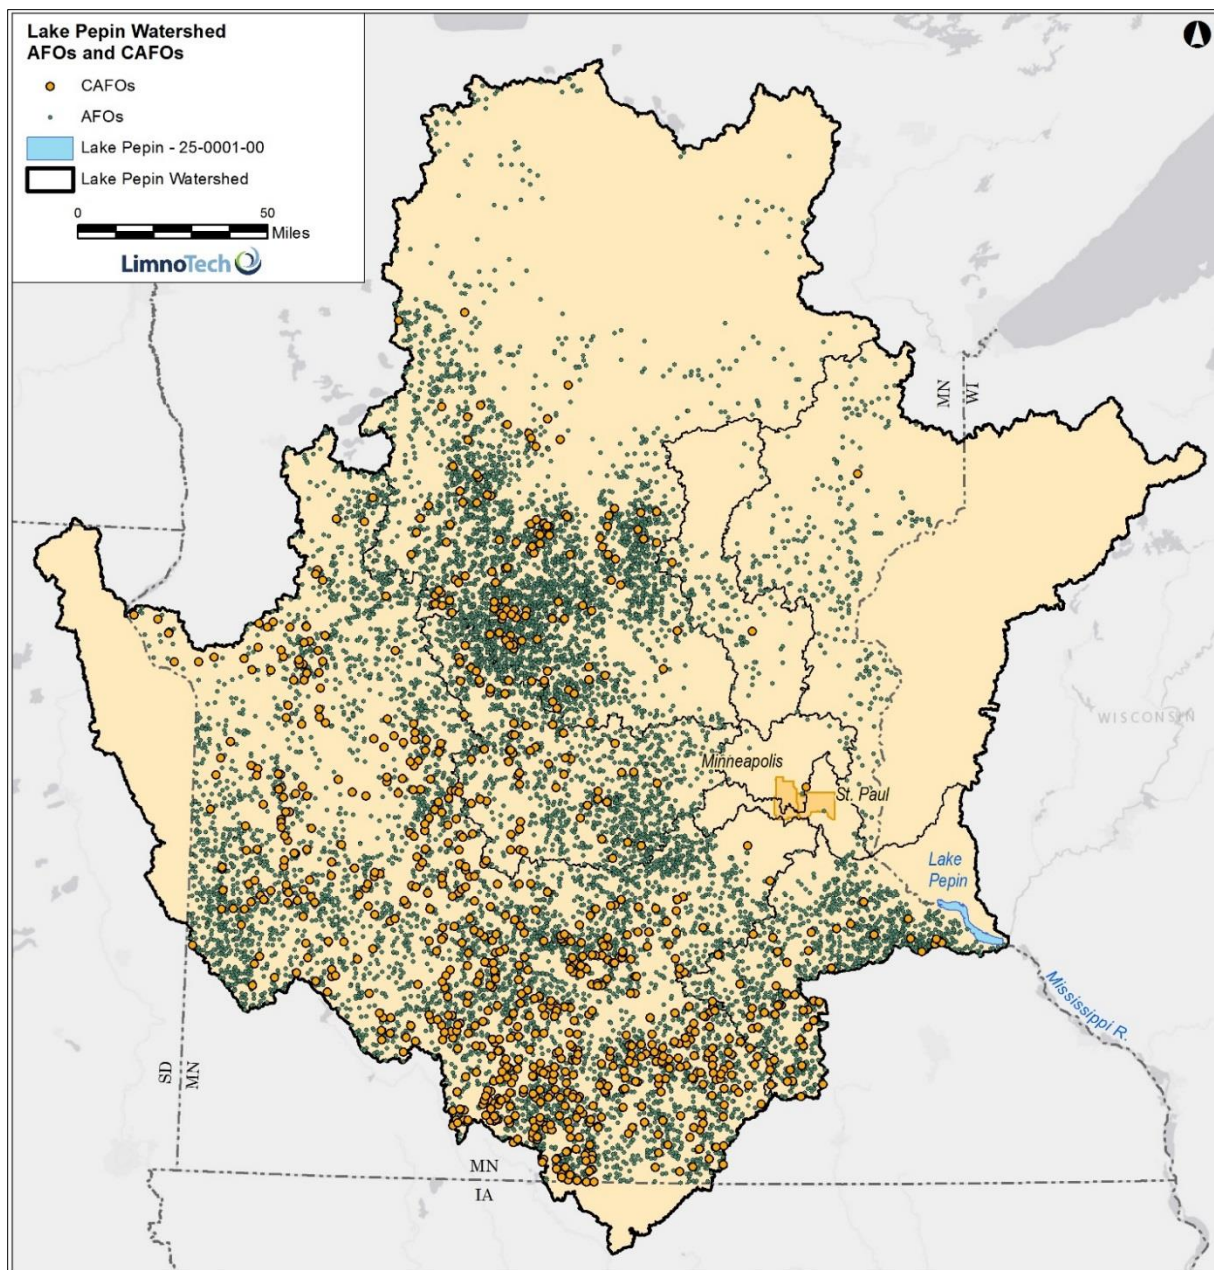 Lake Pepin Watershed
AFOs and CAFOs
CAFOs
AFOs
Lake Pepin - 25-0001-00
Lake Pepin Watershed
0 50
Miles
LimnoTech
MN
WI
WISCONSIN
Minneapolis
St. Paul
Lake
Pepin
Mississippi R.
SD
MN
MN
IA